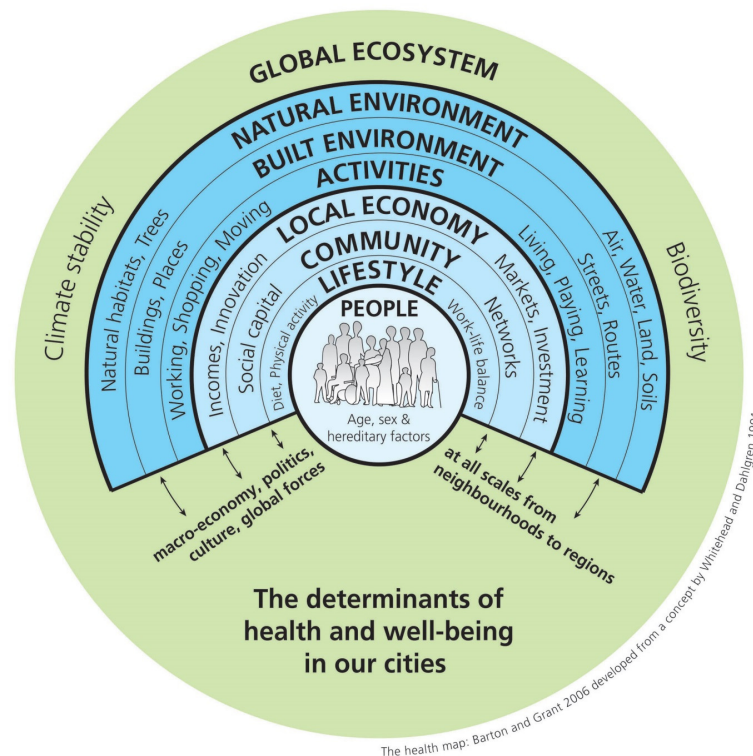 GLOBAL ECOSYSTEM
NATURAL ENVIRONMENT
BUILT ENVIRONMENT
ACTIVITIES
LOCAL ECONOMY
COMMUNITY
LIFESTYLE
PEOPLE
Age, sex &
hereditary factors
Climate stability
Natural habitats, Trees
Buildings, Places
Working, Shopping, Moving
Incomes, Innovation
Social capital
Diet, Physical activity
Work-life balance
Networks
Markets, Investment
Living, Playing, Learning
Streets, Routes
Air, Water, Land, Soils
Biodiversity
macro-economy, politics,
culture, global forces
at all scales from
neighbourhoods to regions
The determinants of
health and well-being
in our cities
The health map: Barton and Grant 2006 developed from a concept by Whitehead and Dahlgren